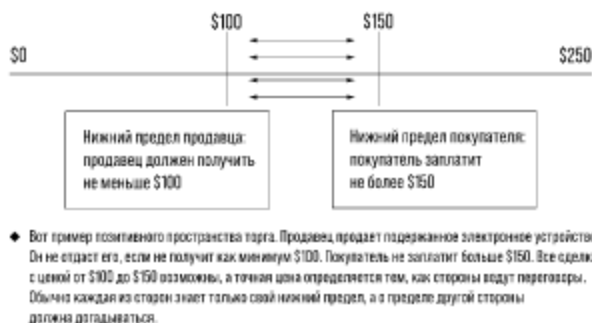 $100 $150
$0 $250
Нижний предел продавца:
продавец должен получить
не меньше $100
Нижний предел покупателя:
покупатель заплатит
не более $150
◆ Вот пример позитивного пространства торга. Продавец продает подержанное электронное устройство
Он не отдаст его, если не получит как минимум $100. Покупатель не заплатит больше $150. Все сделк
с ценой от $100 до $150 возможны, а точная цена определяется тем, как стороны ведут переговоры.
Обычно каждая из сторон знает только свой нижний предел, а о пределе другой стороны
должна догадываться.